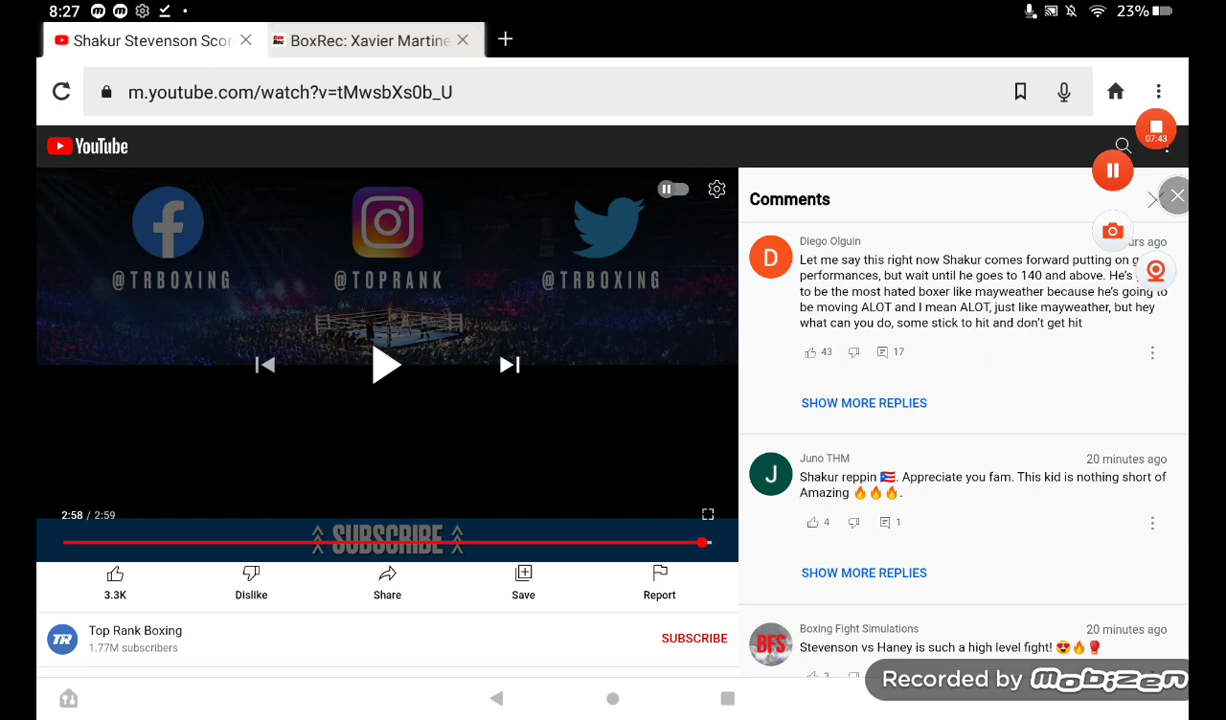 8:27
23%
Shakur Stevenson Scor
BoxRec: Xavier Martine
m.youtube.com/watch?v=tMwsbXs0b_U
07:43
YouTube
Comments
@TRBOXING
@TOPRANK
@TRBOXING
Diego Olguin
urs ago
Let me say this right now Shakur comes forward putting on g
performances, but wait until he goes to 140 and above. He's
to be the most hated boxer like mayweather because he's going to
be moving ALOT and I mean ALOT, just like mayweather, but hey
what can you do, some stick to hit and don't get hit
43
17
SHOW MORE REPLIES
Juno THM
20 minutes ago
Shakur reppin 🇵🇷. Appreciate you fam. This kid is nothing short of
Amazing 🔥🔥🔥.
4
1
SHOW MORE REPLIES
2:58 / 2:59
SUBSCRIBE
3.3K
Dislike
Share
Save
Report
Top Rank Boxing
1.77M subscribers
SUBSCRIBE
TR
Boxing Fight Simulations
20 minutes ago
BFS
Stevenson vs Haney is such a high level fight! 😍🔥🥊
Recorded by mobizen